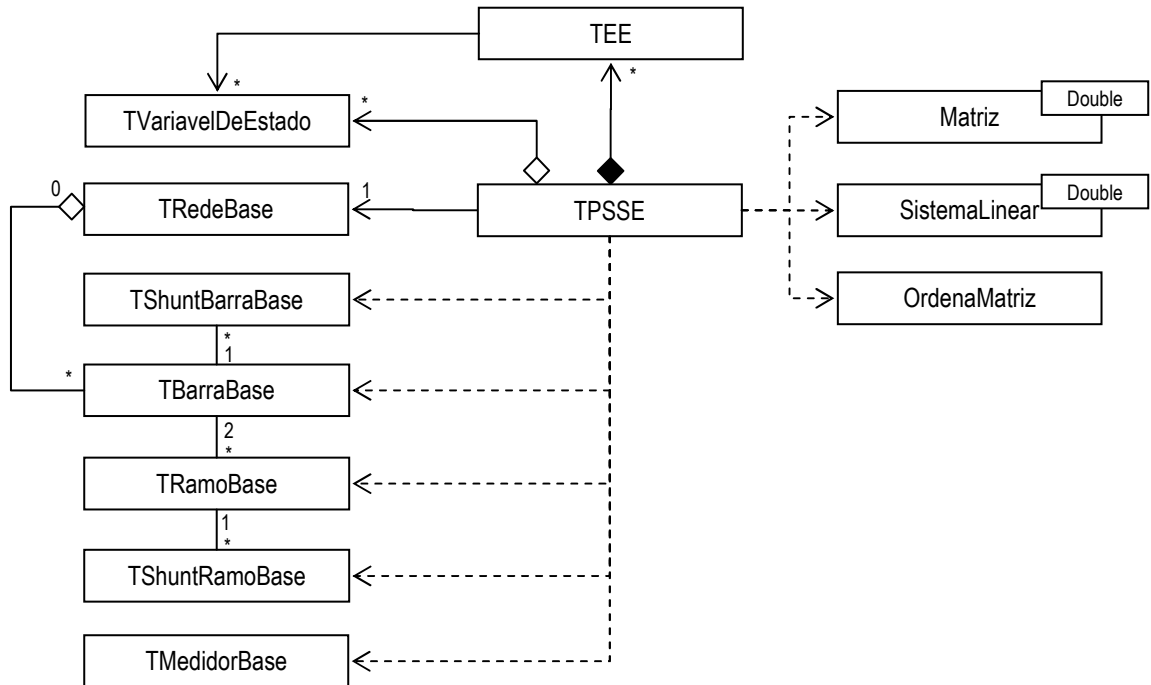 TEE
*
*
TVariavelDeEstado
*
Double
Matriz
0
TRedeBase
1
TPSSE
Double
SistemaLinear
TShuntBarraBase
OrdenaMatriz
*
1
*
TBarraBase
2
*
TRamoBase
1
*
TShuntRamoBase
TMedidorBase